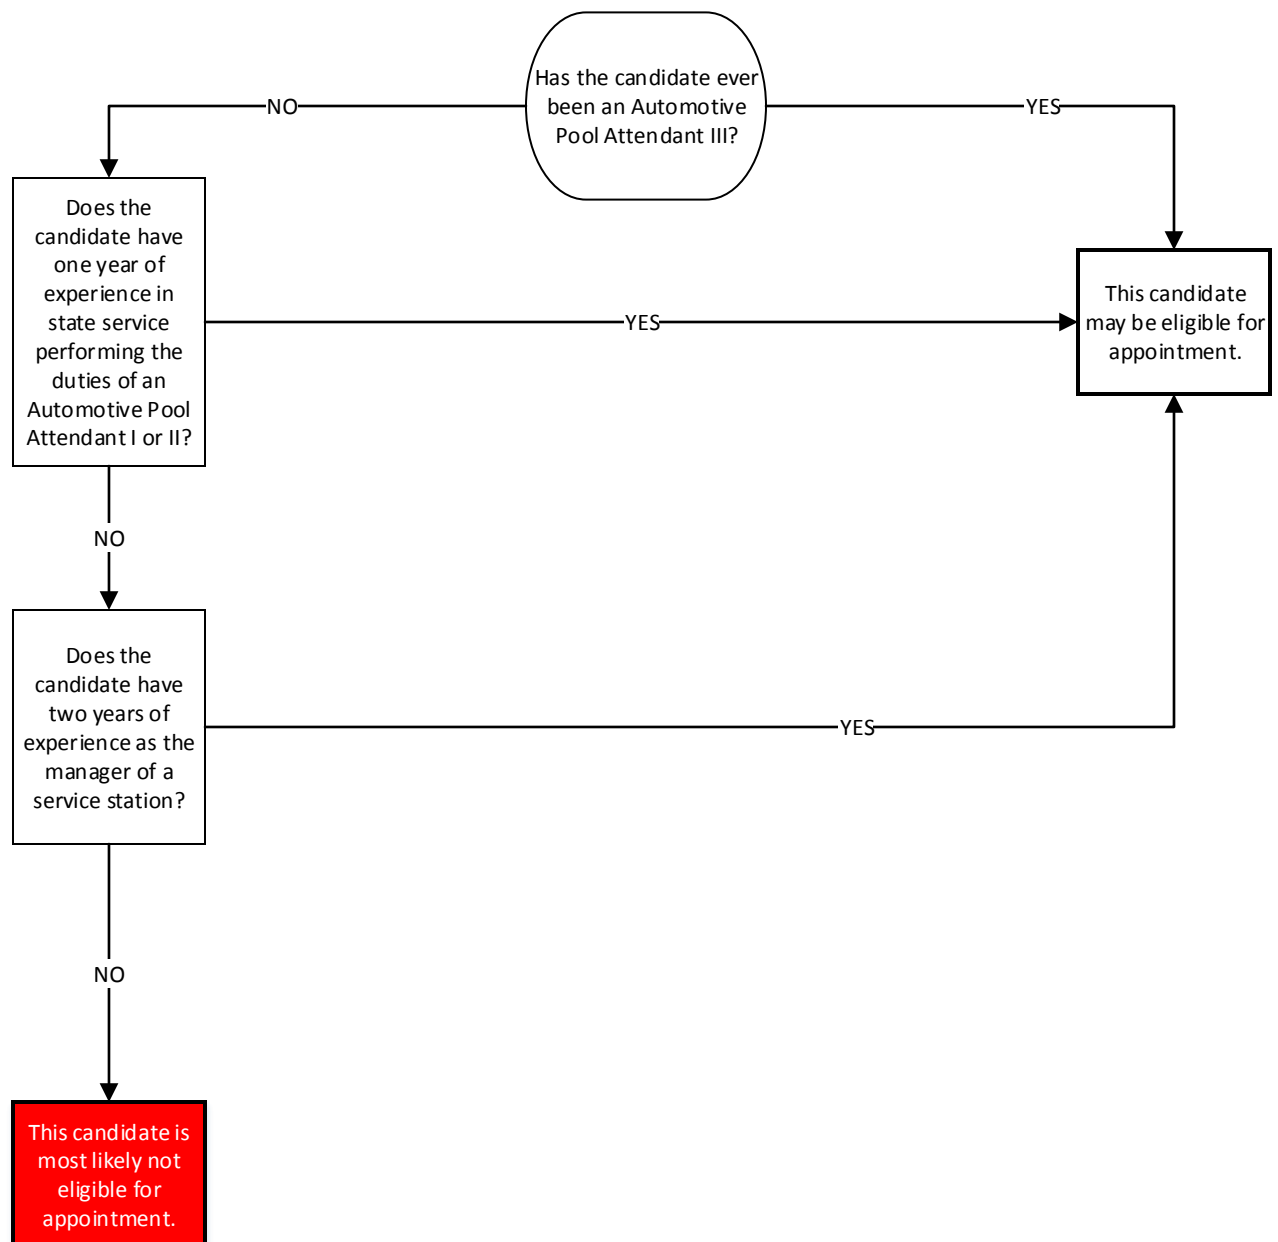 Has the candidate ever
been an Automotive
Pool Attendant III?
NO
YES
Does the
candidate have
one year of
experience in
state service
performing the
duties of an
Automotive Pool
Attendant I or II?
YES
This candidate
may be eligible for
appointment.
NO
Does the
candidate have
two years of
experience as the
manager of a
service station?
YES
NO
This candidate is
most likely not
eligible for
appointment.